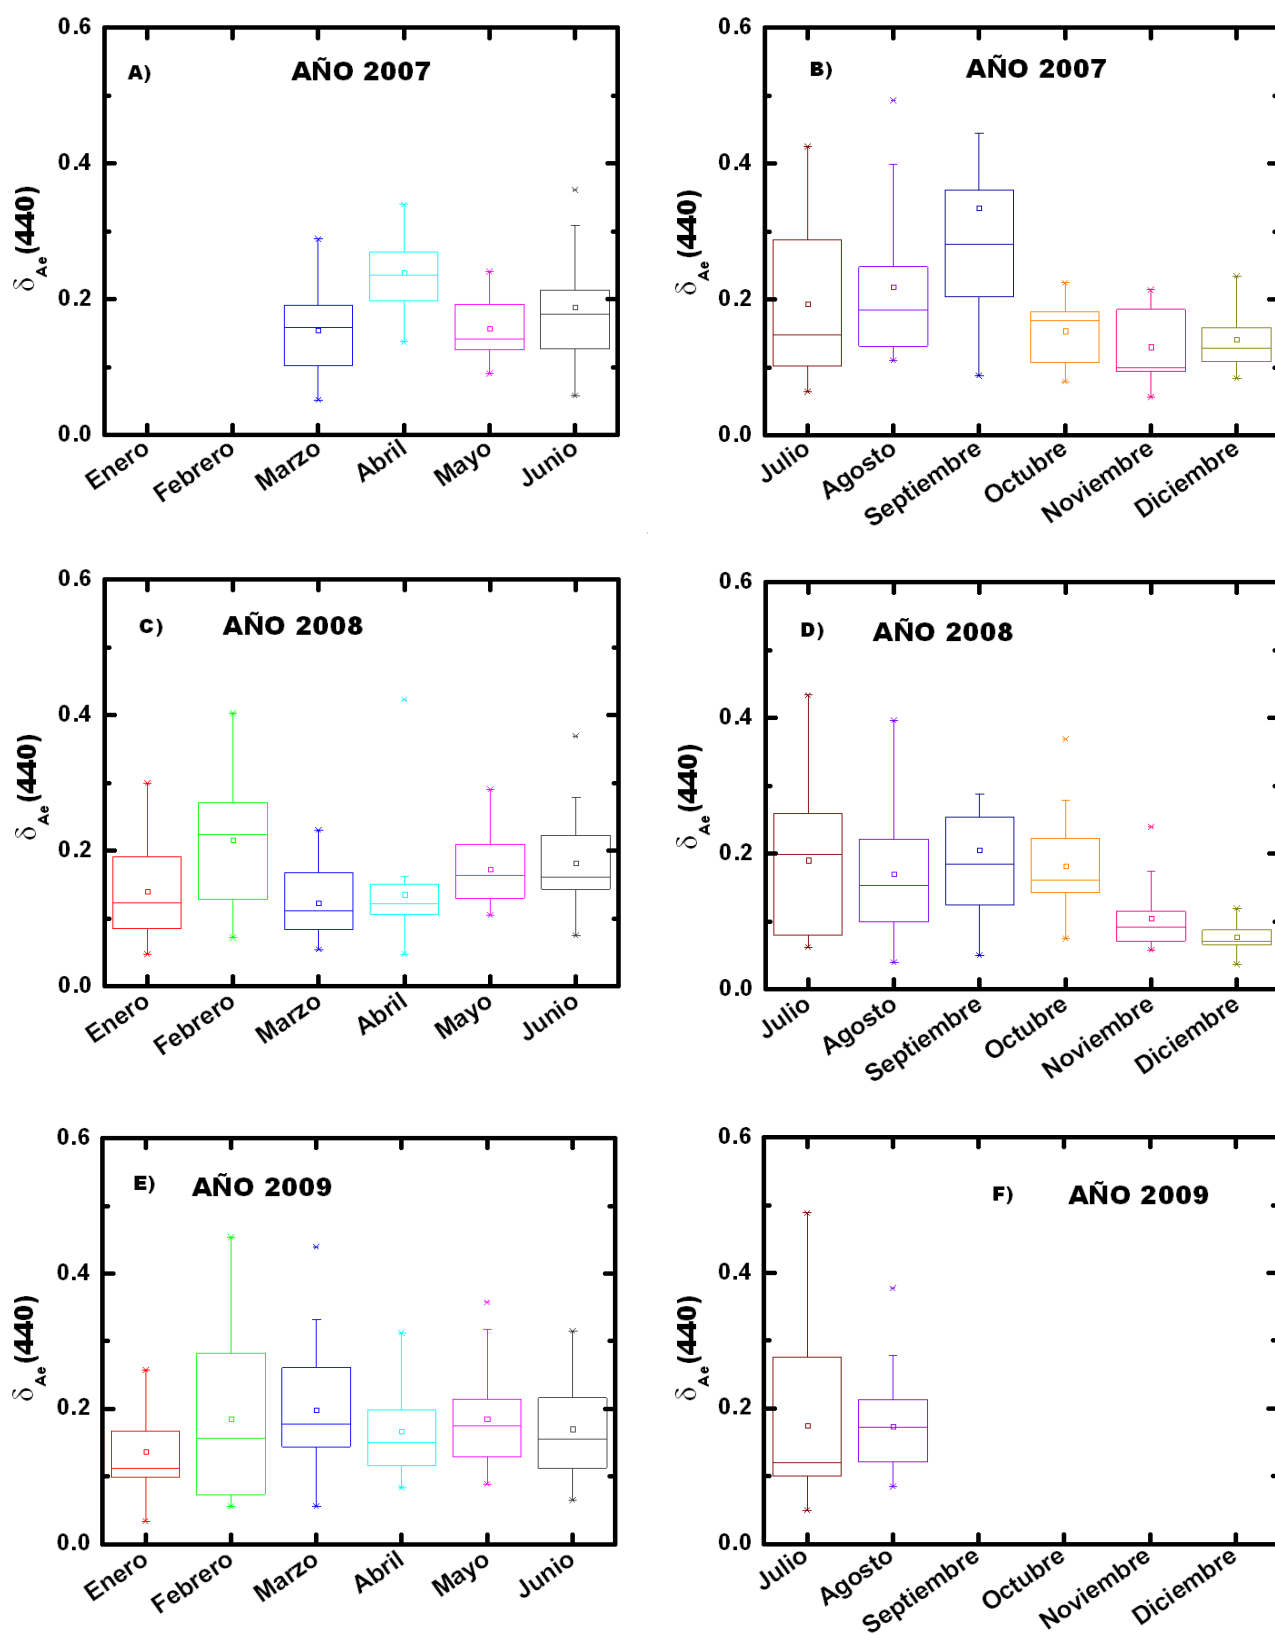 A) AÑO 2007
0.6
0.4
0.2
0.0
δAe(440)
Enero
Febrero
Marzo
Abril
Mayo
Junio
B) AÑO 2007
0.6
0.4
0.2
0.0
δAe(440)
Julio
Agosto
Septiembre
Octubre
Noviembre
Diciembre
C) AÑO 2008
0.6
0.4
0.2
0.0
δAe(440)
Enero
Febrero
Marzo
Abril
Mayo
Junio
D) AÑO 2008
0.6
0.4
0.2
0.0
δAe(440)
Julio
Agosto
Septiembre
Octubre
Noviembre
Diciembre
E) AÑO 2009
0.6
0.4
0.2
0.0
δAe(440)
Enero
Febrero
Marzo
Abril
Mayo
Junio
F) AÑO 2009
0.6
0.4
0.2
0.0
δAe(440)
Julio
Agosto
Septiembre
Octubre
Noviembre
Diciembre